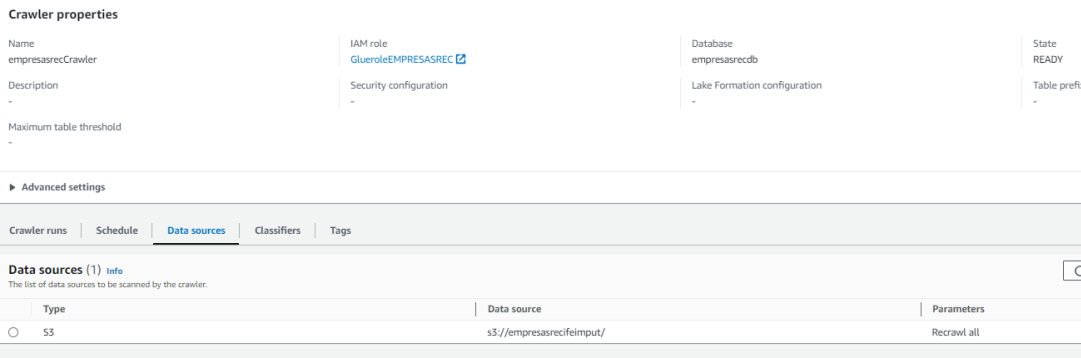 Crawler properties
Name IAM role Database State
empresasrecCrawler GlueroleEMPRESASREC empresasrecdb READY
Description Security configuration Lake Formation configuration Table prefi
- - - -
Maximum table threshold
-
Advanced settings
Crawler runs Schedule Data sources Classifiers Tags
Data sources (1) Info
The list of data sources to be scanned by the crawler.
Type Data source Parameters
S3 s3://empresasrecifeimput/ Recrawl all